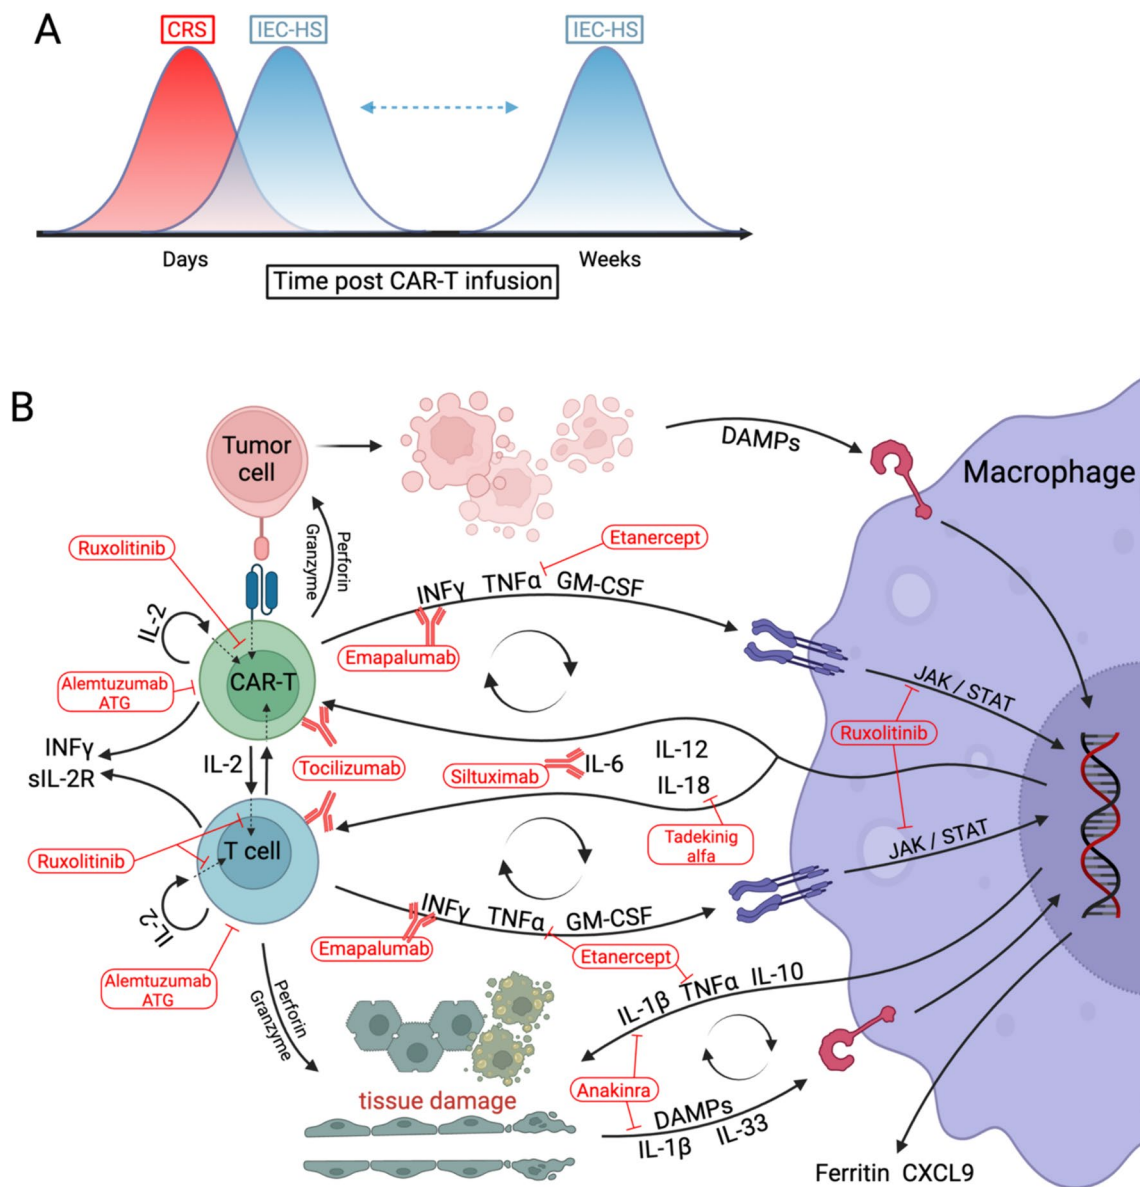 A
CRS
IEC-HS
IEC-HS
Days
Weeks
Time post CAR-T infusion
B
Tumor
cell
DAMPs
Macrophage
Ruxolitinib
Perforin
Granzyme
Etanercept
INFγ TNFα GM-CSF
IL-2
Emapalumab
CAR-T
Alemtuzumab
ATG
JAK / STAT
Ruxolitinib
INFγ
sIL-2R
IL-2
Tocilizumab
Siltuximab
IL-6
IL-12
IL-18
Tadekinig
alfa
T cell
Ruxolitinib
JAK / STAT
IL-2
INFγ TNFα GM-CSF
Emapalumab
Etanercept
Alemtuzumab
ATG
Perforin
Granzyme
IL-1β TNFα IL-10
tissue damage
Anakinra
DAMPs
IL-1β IL-33
Ferritin CXCL9